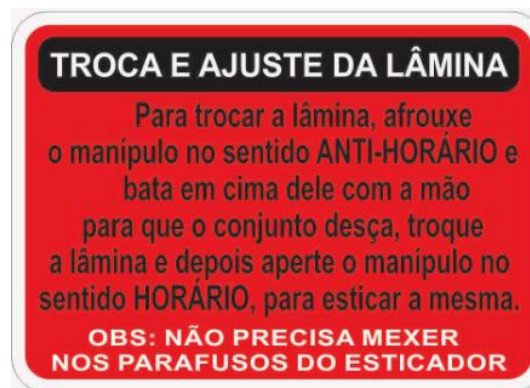 TROCA E AJUSTE DA LÂMINA
Para trocar a lâmina, afrouxe
o manípulo no sentido ANTI-HORÁRIO e
bata em cima dele com a mão
para que o conjunto desça, troque
a lâmina e depois aperte o manípulo no
sentido HORÁRIO, para esticar a mesma.
OBS: NÃO PRECISA MEXER
NOS PARAFUSOS DO ESTICADOR